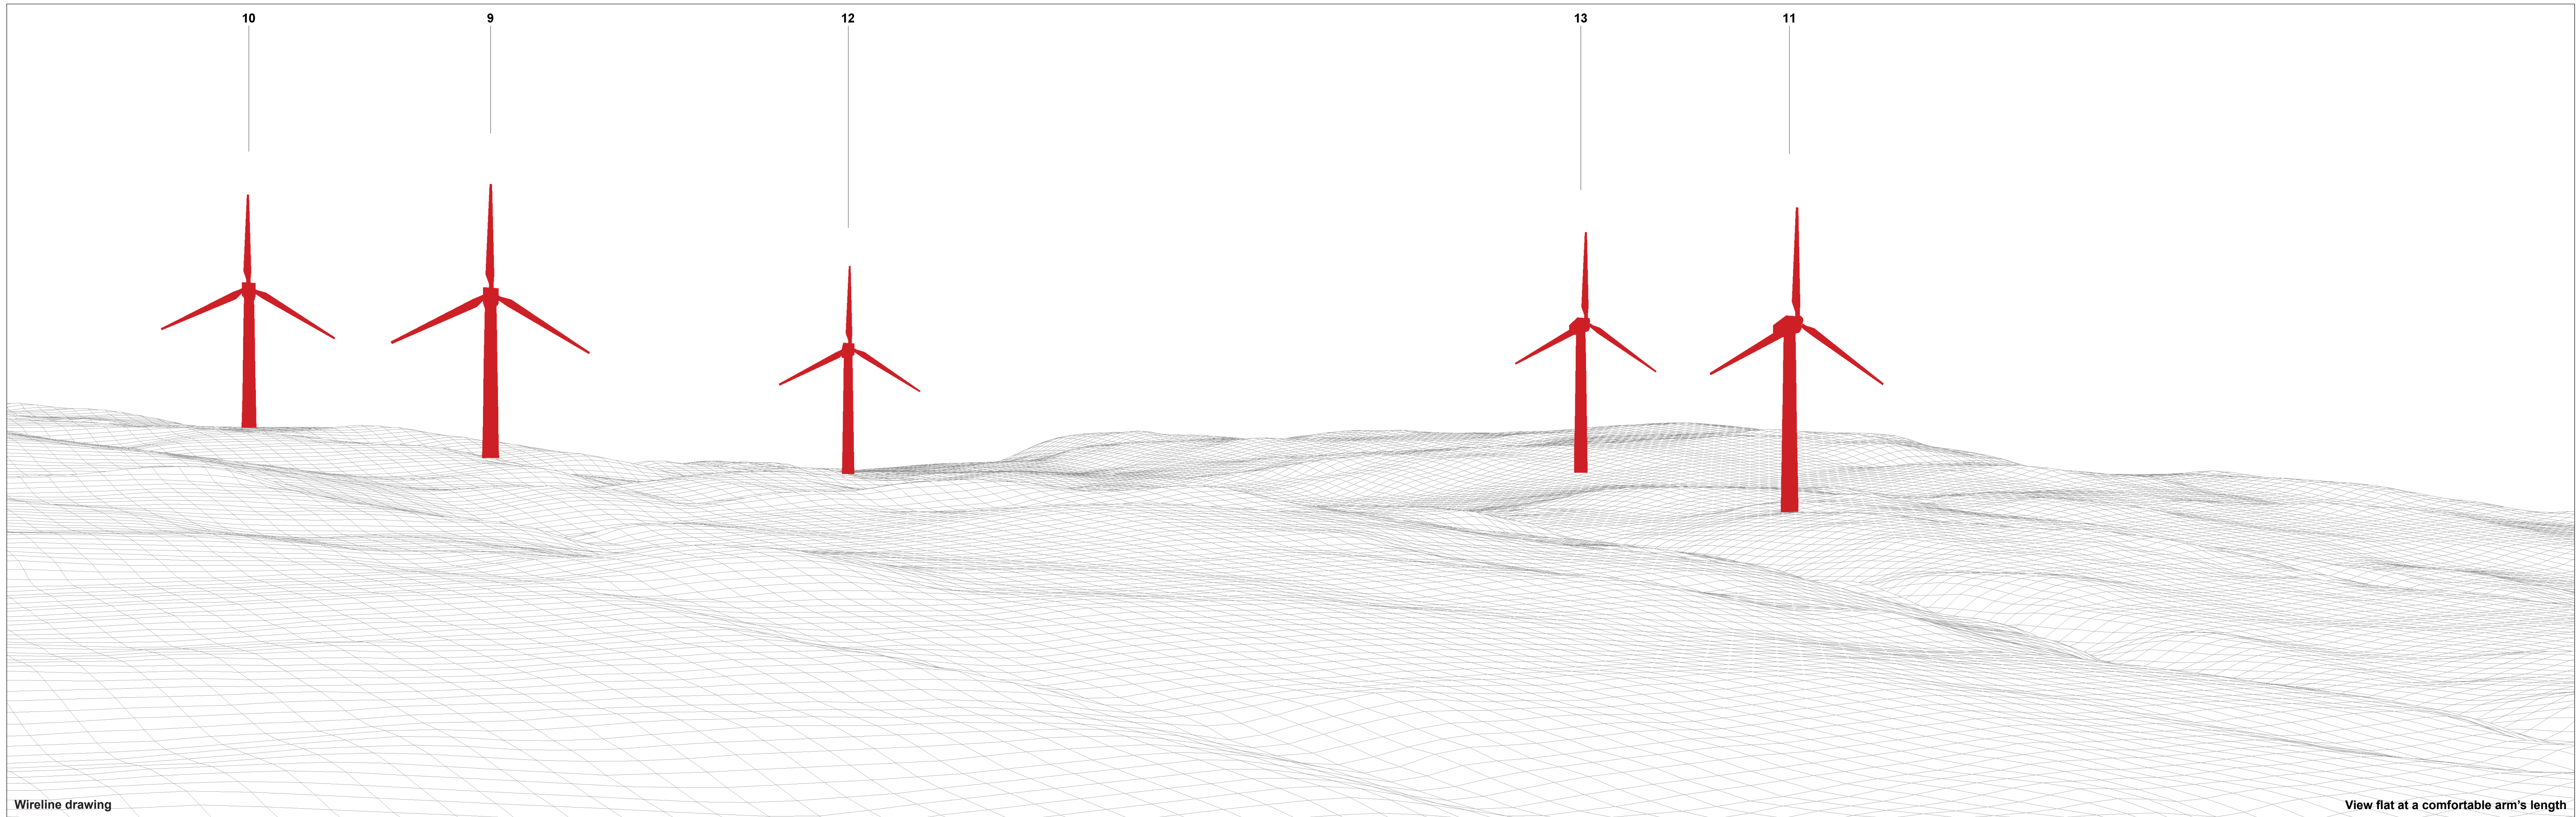 10 9 12 13 11
Wireline drawing
View flat at a comfortable arm's length